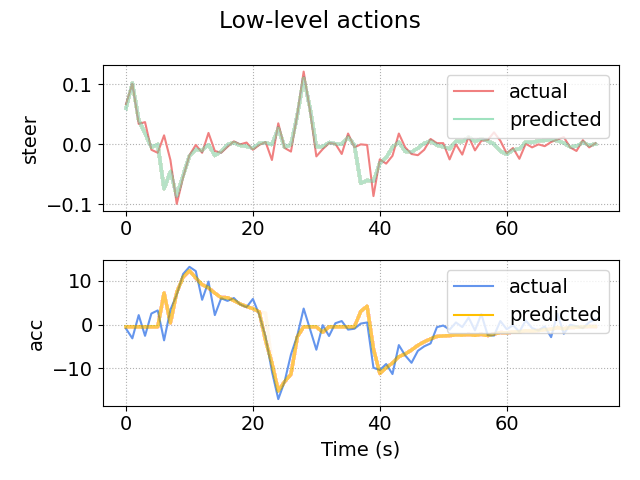 Low-level actions
steer
0.1
0.0
−0.1
actual
predicted
0 20 40 60
acc
10
0
−10
actual
predicted
0 20 40 60
Time (s)